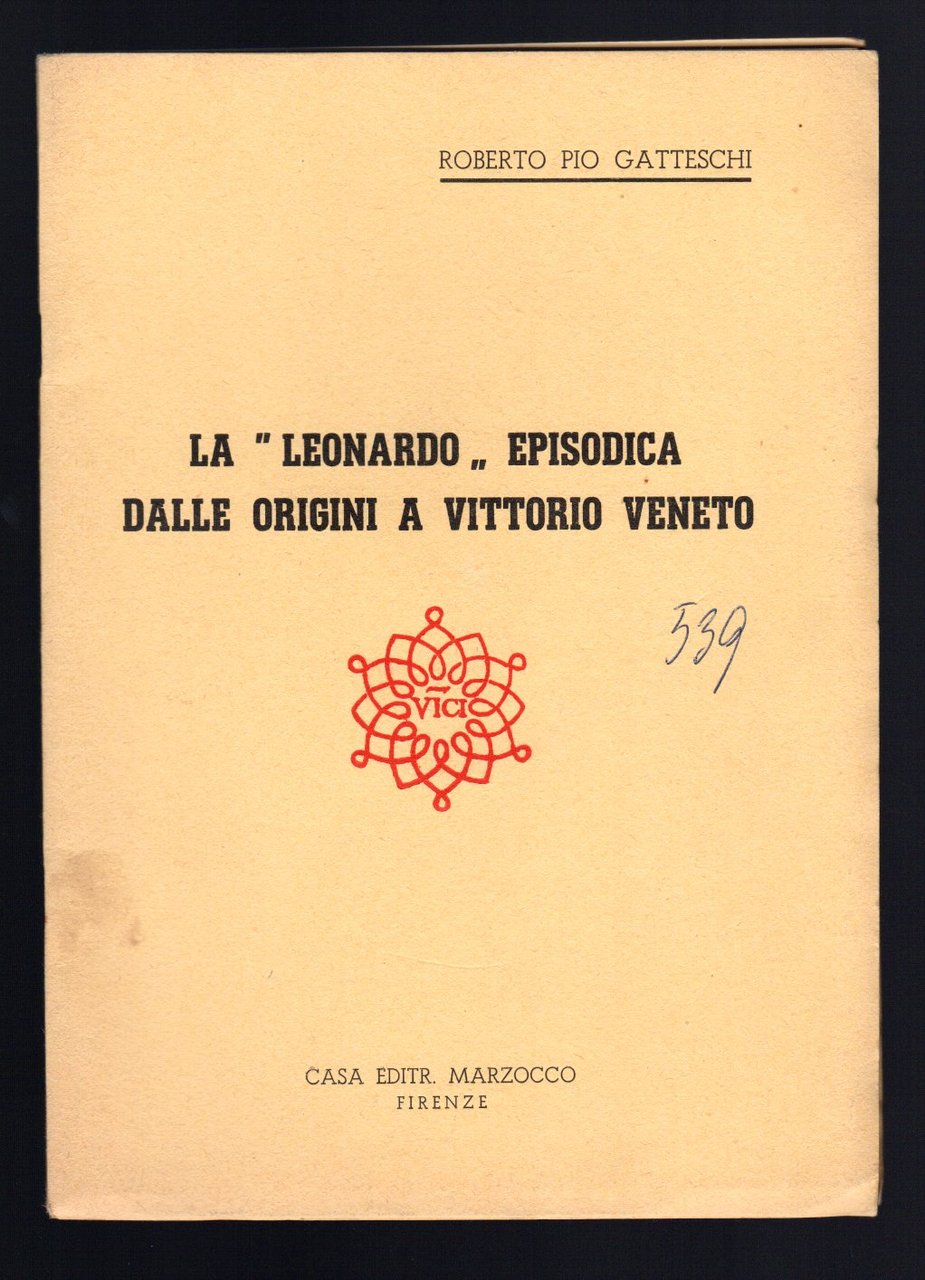 ROBERTO PIO GATTESCHI
LA " LEONARDO „ EPISODICA
DALLE ORIGINI A VITTORIO VENETO
539
VICI
CASA EDITR. MARZOCCO
FIRENZE